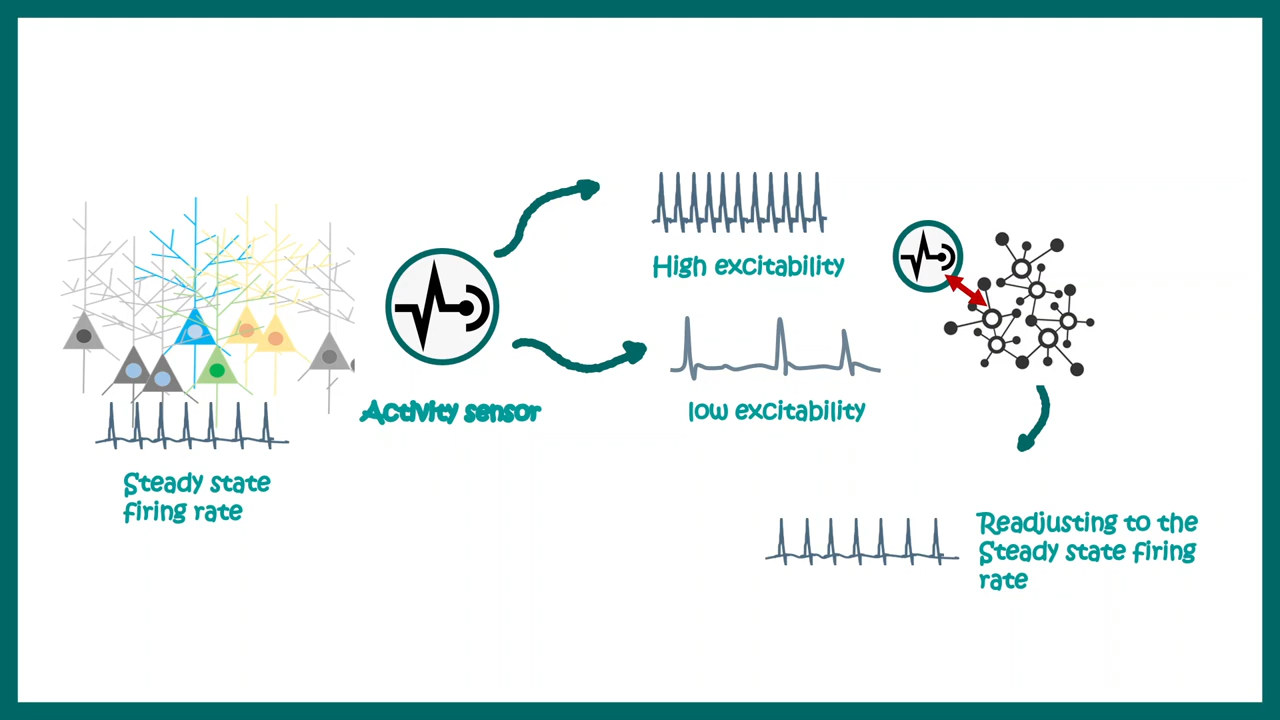 High excitability
Activity sensor
low excitability
Steady state
firing rate
Readjusting to the
Steady state firing
rate